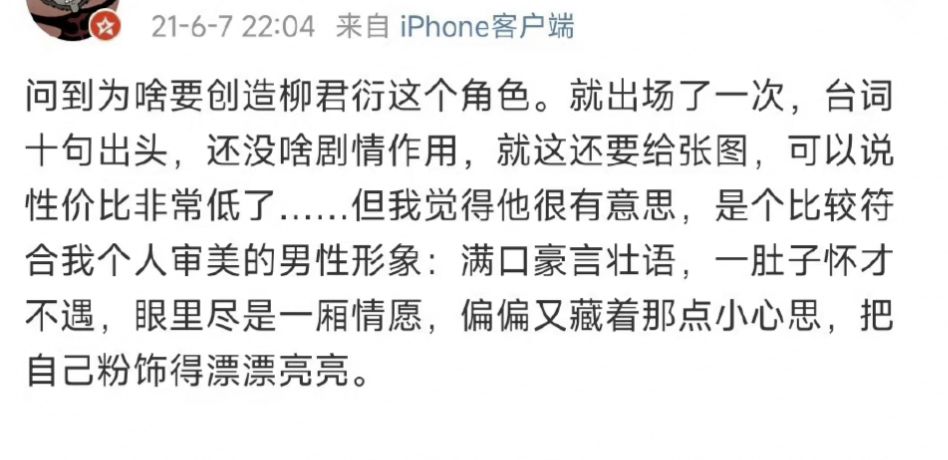 21-6-7 22:04 来自 iPhone客户端
问到为啥要创造柳君衍这个角色。就出场了一次，台词
十句出头，还没啥剧情作用，就这还要给张图，可以说
性价比非常低了......但我觉得他很有意思，是个比较符
合我个人审美的男性形象：满口豪言壮语，一肚子怀才
不遇，眼里尽是一厢情愿，偏偏又藏着那点小心思，把
自己粉饰得漂漂亮亮。